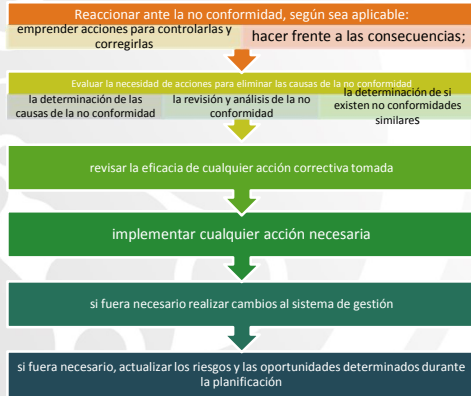 Reaccionar ante la no conformidad, según sea aplicable:
emprender acciones para controlarlas y
corregirlas
hacer frente a las consecuencias;
Evaluar la necesidad de acciones para eliminar las causas de la no conformidad
la determinación de las
causas de la no conformidad
la revisión y análisis de la no
conformidad
la determinación de si
existen no conformidades
similares
revisar la eficacia de cualquier acción correctiva tomada
implementar cualquier acción necesaria
si fuera necesario realizar cambios al sistema de gestión
si fuera necesario, actualizar los riesgos y las oportunidades determinados durante
la planificación